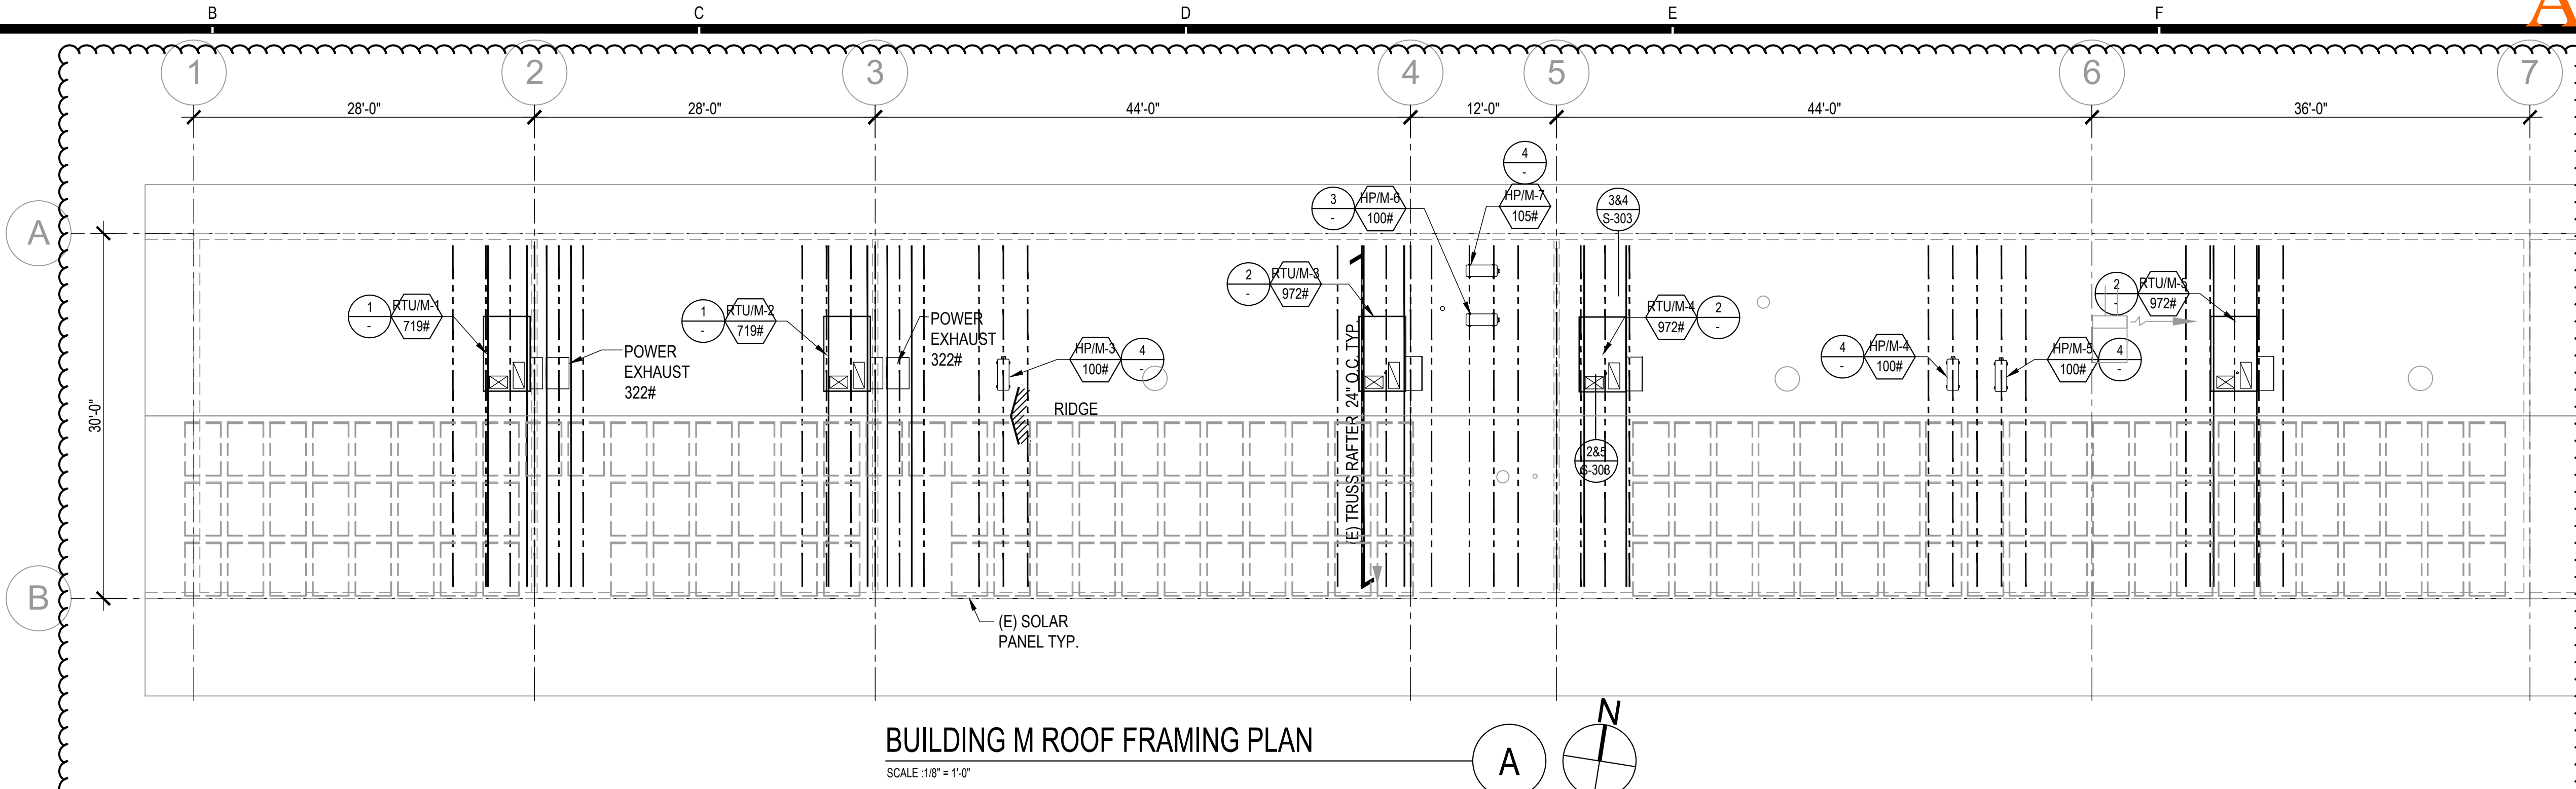 B
C
D
E
F
A
1
2
3
4
5
6
7
28'-0"
28'-0"
44'-0"
12'-0"
44'-0"
36'-0"
A
B
30'-0"
1
-
RTU/M-1
719#
POWER
EXHAUST
322#
1
-
RTU/M-2
719#
POWER
EXHAUST
322#
HP/M-3
100#
4
-
RIDGE
2
-
RTU/M-3
972#
(E) TRUSS RAFTER 24" O.C. TYP.
3
-
HP/M-6
100#
4
-
HP/M-7
105#
3&4
S-303
RTU/M-4
972#
2
-
2&5
S-303
4
-
HP/M-4
100#
HP/M-5
100#
4
-
2
-
RTU/M-5
972#
(E) SOLAR
PANEL TYP.
BUILDING M ROOF FRAMING PLAN
SCALE :1/8" = 1'-0"
A
N